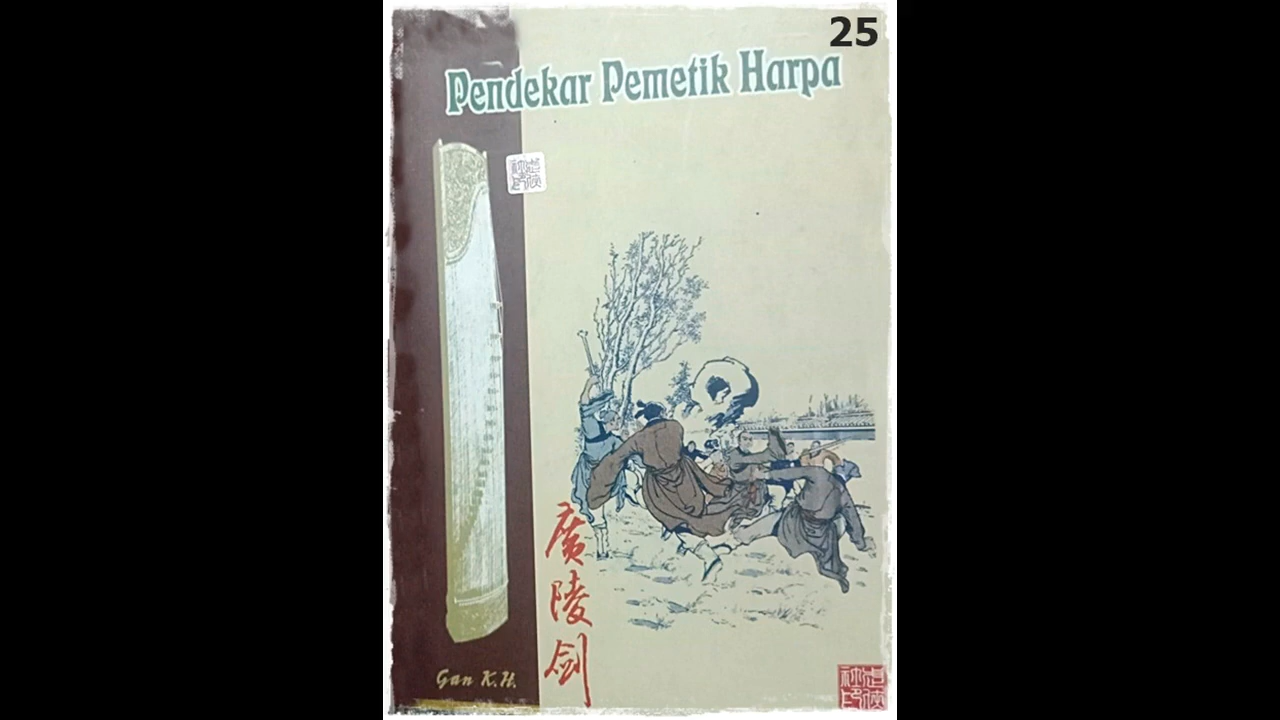 25
Pendekar Pemetik Harpa
廣
陵
劍
Gan K.H.